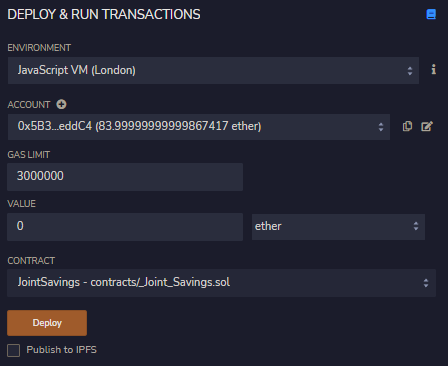 DEPLOY & RUN TRANSACTIONS
ENVIRONMENT
JavaScript VM (London)
ACCOUNT
0x5B3...eddC4 (83.99999999999867417 ether)
GAS LIMIT
3000000
VALUE
0 ether
CONTRACT
JointSavings - contracts/_Joint_Savings.sol
Deploy
Publish to IPFS